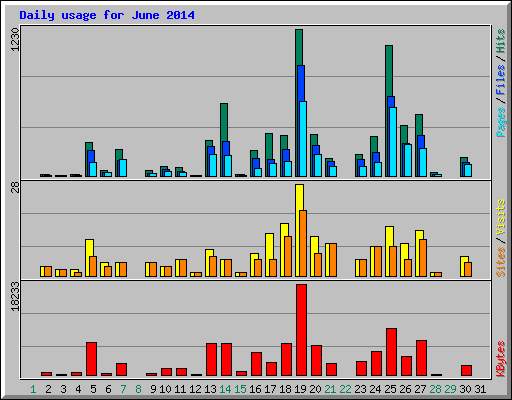 Daily usage for June 2014
1230
Pages / Files / Hits
28
Sites / Visits
18233
KBytes
1 2 3 4 5 6 7 8 9 10 11 12 13 14 15 16 17 18 19 20 21 22 23 24 25 26 27 28 29 30 31